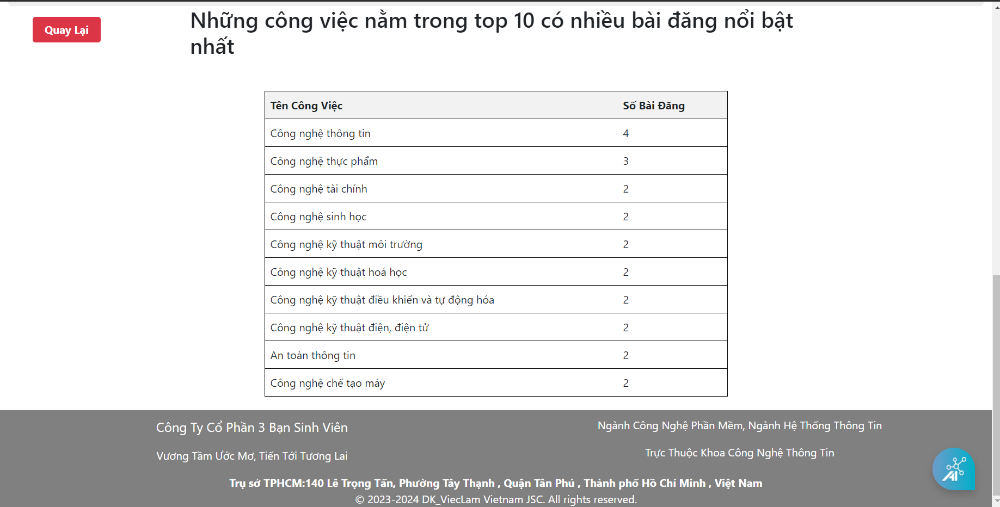 Quay Lại
Những công việc nằm trong top 10 có nhiều bài đăng nổi bật
nhất
Tên Công Việc Số Bài Đăng
Công nghệ thông tin 4
Công nghệ thực phẩm 3
Công nghệ tài chính 2
Công nghệ sinh học 2
Công nghệ kỹ thuật môi trường 2
Công nghệ kỹ thuật hoá học 2
Công nghệ kỹ thuật điều khiển và tự động hóa 2
Công nghệ kỹ thuật điện, điện tử 2
An toàn thông tin 2
Công nghệ chế tạo máy 2
Công Ty Cổ Phần 3 Bạn Sinh Viên
Vương Tầm Ước Mơ, Tiến Tới Tương Lai
Ngành Công Nghệ Phần Mềm, Ngành Hệ Thống Thông Tin
Trực Thuộc Khoa Công Nghệ Thông Tin
Trụ sở TPHCM:140 Lê Trọng Tấn, Phường Tây Thạnh , Quận Tân Phú , Thành phố Hồ Chí Minh , Việt Nam
© 2023-2024 DK_ViecLam Vietnam JSC. All rights reserved.
AI